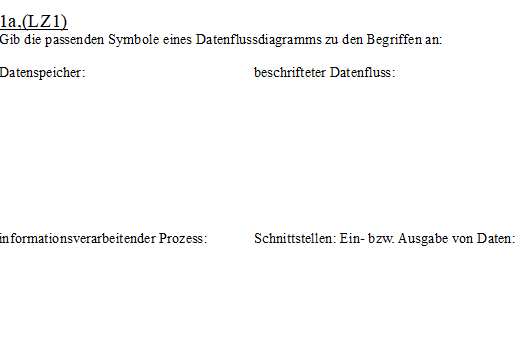 1a.(LZ1)
Gib die passenden Symbole eines Datenflussdiagramms zu den Begriffen an:
Datenspeicher: beschrifteter Datenfluss:
informationsverarbeitender Prozess: Schnittstellen: Ein- bzw. Ausgabe von Daten: